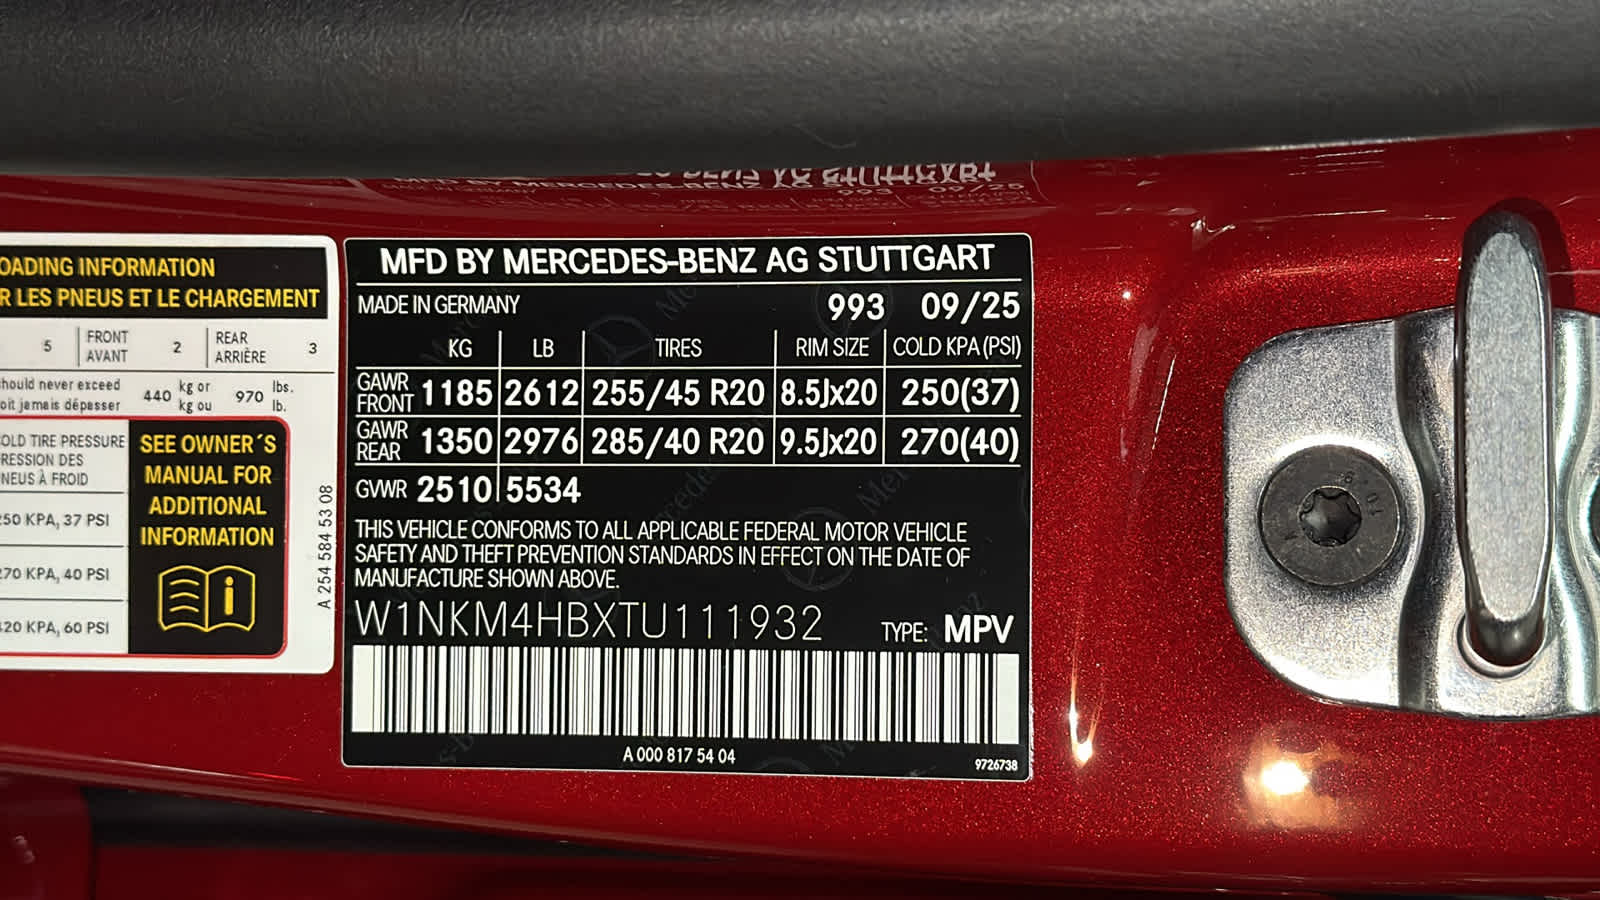 OADING INFORMATION
R LES PNEUS ET LE CHARGEMENT
5 FRONT AVANT 2 REAR ARRIÈRE 3
hould never exceed 440 kg or 970 lbs.
oit jamais dépasser kg ou lb.
OLD TIRE PRESSURE
RESSION DES
NEUS À FROID
250 KPA, 37 PSI
270 KPA, 40 PSI
420 KPA, 60 PSI
SEE OWNER´S
MANUAL FOR
ADDITIONAL
INFORMATION
A 254 584 53 08
MFD BY MERCEDES-BENZ AG STUTTGART
MADE IN GERMANY 993 09/25
KG LB TIRES RIM SIZE COLD KPA(PSI)
GAWR FRONT 1185 2612 255/45 R20 8.5Jx20 250(37)
GAWR REAR 1350 2976 285/40 R20 9.5Jx20 270(40)
GVWR 2510 5534
THIS VEHICLE CONFORMS TO ALL APPLICABLE FEDERAL MOTOR VEHICLE
SAFETY AND THEFT PREVENTION STANDARDS IN EFFECT ON THE DATE OF
MANUFACTURE SHOWN ABOVE.
W1NKM4HBXTU111932 TYPE: MPV
A 000 817 54 04
9726738